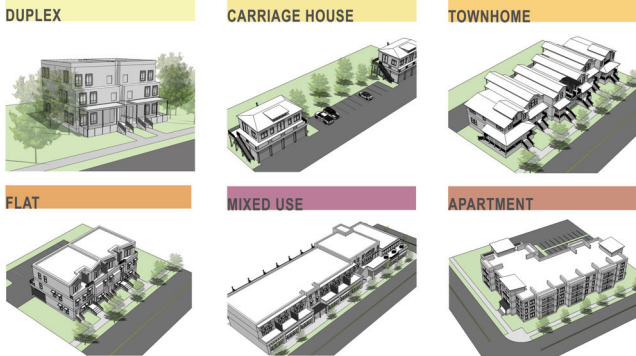 DUPLEX
CARRIAGE HOUSE
TOWNHOME
FLAT
MIXED USE
APARTMENT